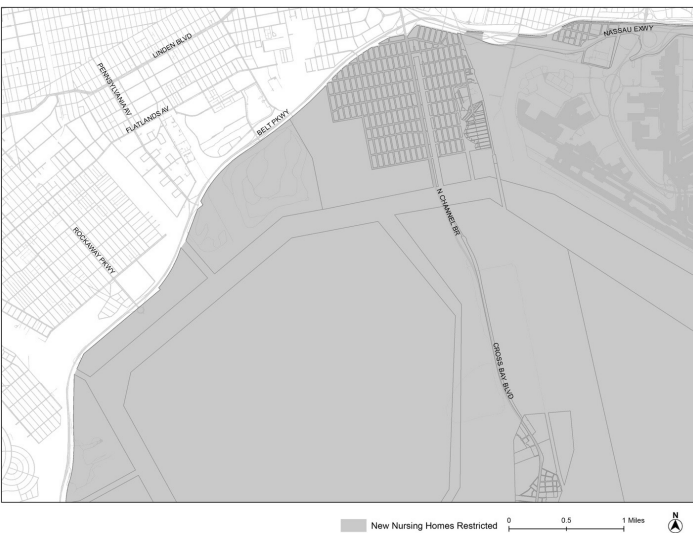 NASSAU EXWY
LINDEN BLVD
PENNSYLVANIA AV
FLATLANDS AV
BELT PKWY
N CHANNEL BR
ROCKAWAY PKWY
CROSS BAY BLVD
New Nursing Homes Restricted
0 0.5 1 Miles
N